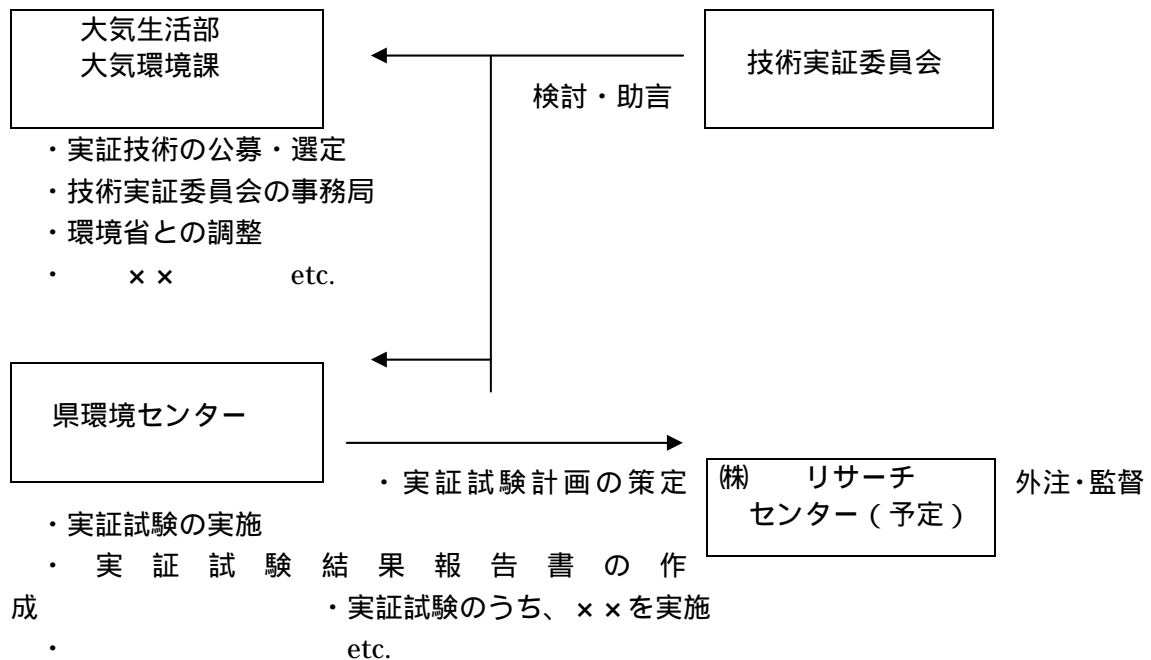 大気生活部
大気環境課
技術実証委員会
検討・助言
・実証技術の公募・選定
・技術実証委員会の事務局
・環境省との調整
・ ×× etc.
県環境センター
・実証試験計画の策定
㈱ リサーチ
センター(予定)
外注・監督
・実証試験の実施
・実証試験結果報告書の作
成 ・実証試験のうち、××を実施
・ etc.